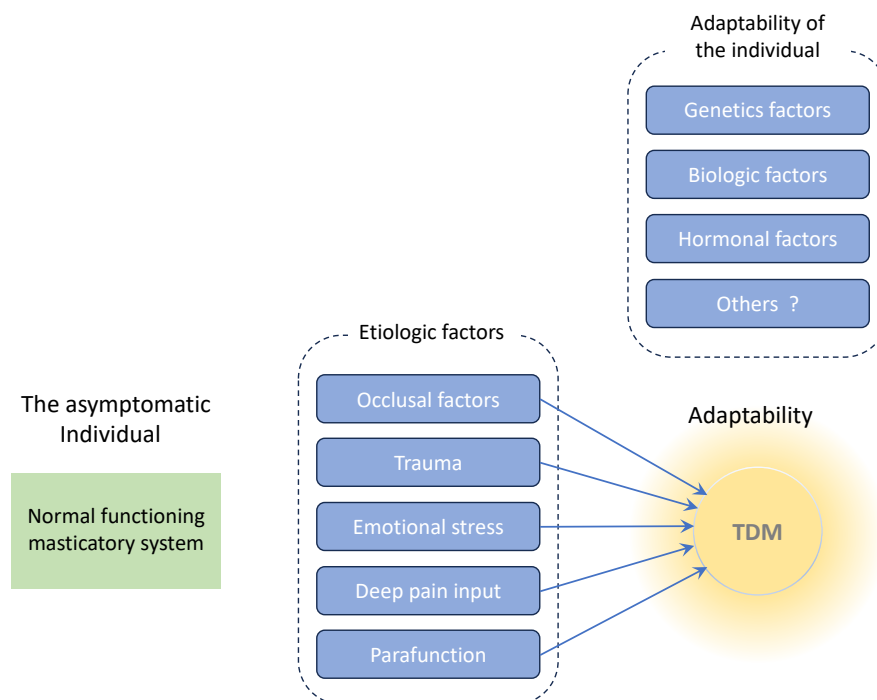 Adaptability of
the individual
Genetics factors
Biologic factors
Hormonal factors
Others ?
Etiologic factors
Occlusal factors
Trauma
Emotional stress
Deep pain input
Parafunction
The asymptomatic
Individual
Normal functioning
masticatory system
Adaptability
TDM